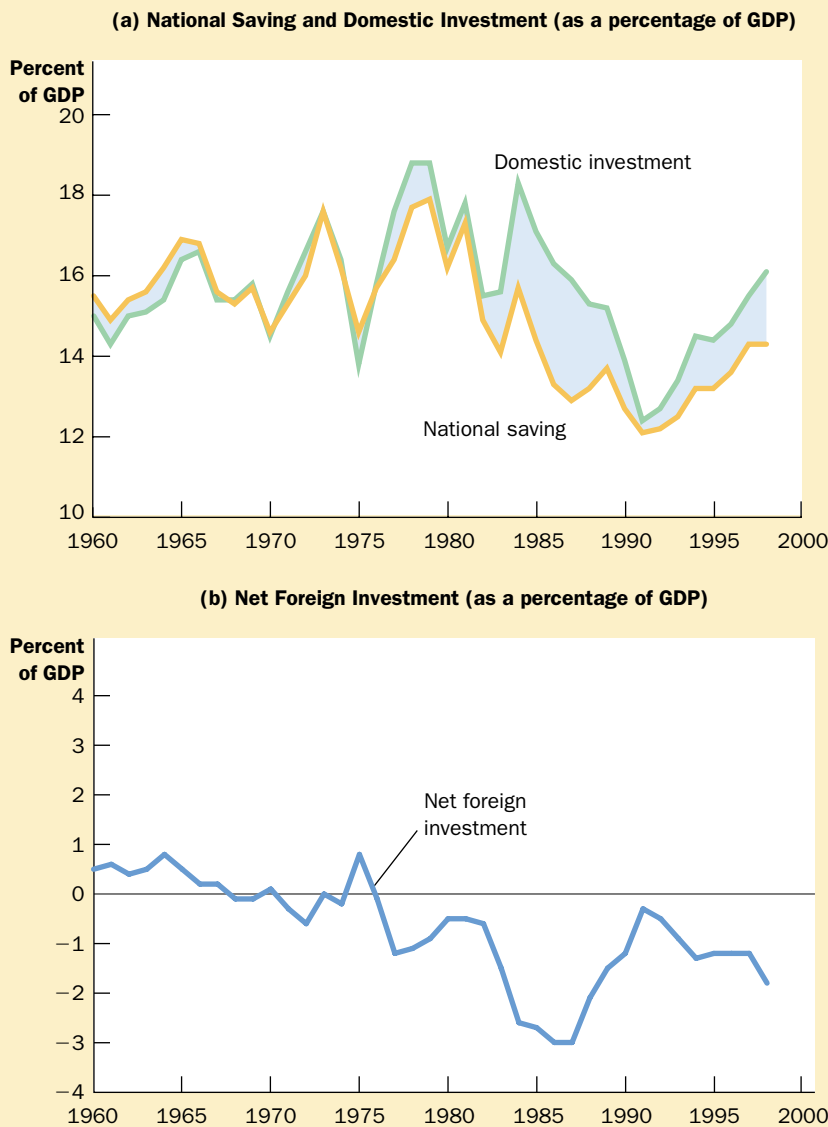 (a) National Saving and Domestic Investment (as a percentage of GDP)
Percent
of GDP
20
Domestic investment
18
16
14
National saving
12
10
1960 1965 1970 1975 1980 1985 1990 1995 2000
(b) Net Foreign Investment (as a percentage of GDP)
Percent
of GDP
4
3
2
Net foreign
investment
1
0
−1
−2
−3
−4
1960 1965 1970 1975 1980 1985 1990 1995 2000